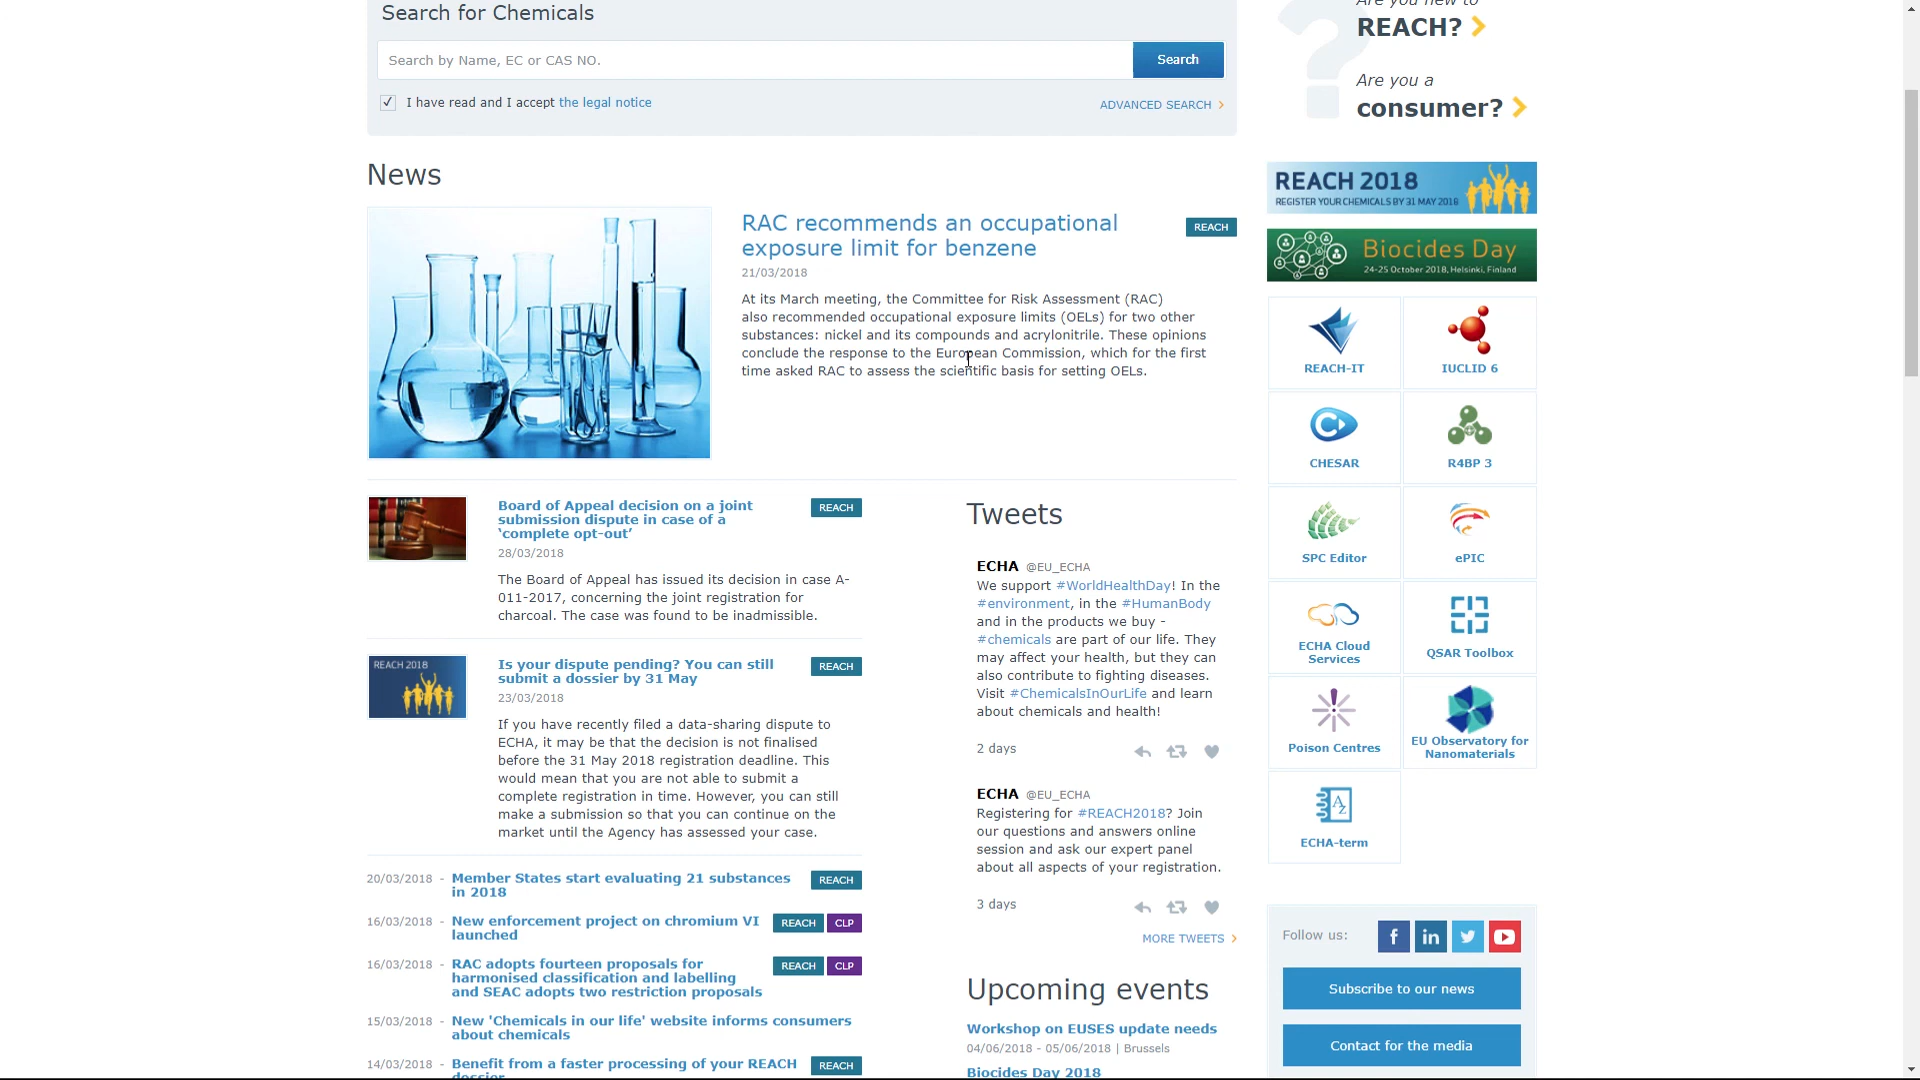 Search for Chemicals
Search by Name, EC or CAS NO.
Search
I have read and I accept the legal notice
ADVANCED SEARCH
Are you new to
REACH?
Are you a
consumer?
News
RAC recommends an occupational
exposure limit for benzene
REACH
21/03/2018
At its March meeting, the Committee for Risk Assessment (RAC)
also recommended occupational exposure limits (OELs) for two other
substances: nickel and its compounds and acrylonitrile. These opinions
conclude the response to the European Commission, which for the first
time asked RAC to assess the scientific basis for setting OELs.
Board of Appeal decision on a joint
submission dispute in case of a
‘complete opt-out’
REACH
28/03/2018
The Board of Appeal has issued its decision in case A-
011-2017, concerning the joint registration for
charcoal. The case was found to be inadmissible.
REACH 2018
Is your dispute pending? You can still
submit a dossier by 31 May
REACH
23/03/2018
If you have recently filed a data-sharing dispute to
ECHA, it may be that the decision is not finalised
before the 31 May 2018 registration deadline. This
would mean that you are not able to submit a
complete registration in time. However, you can still
make a submission so that you can continue on the
market until the Agency has assessed your case.
20/03/2018 - Member States start evaluating 21 substances
in 2018
REACH
16/03/2018 - New enforcement project on chromium VI
launched
REACH CLP
16/03/2018 - RAC adopts fourteen proposals for
harmonised classification and labelling
and SEAC adopts two restriction proposals
REACH CLP
15/03/2018 - New 'Chemicals in our life' website informs consumers
about chemicals
14/03/2018 - Benefit from a faster processing of your REACH
dossier
REACH
Tweets
ECHA @EU_ECHA
We support #WorldHealthDay! In the
#environment, in the #HumanBody
and in the products we buy -
#chemicals are part of our life. They
may affect your health, but they can
also contribute to fighting diseases.
Visit #ChemicalsInOurLife and learn
about chemicals and health!
2 days
ECHA @EU_ECHA
Registering for #REACH2018? Join
our questions and answers online
session and ask our expert panel
about all aspects of your registration.
3 days
MORE TWEETS
Upcoming events
Workshop on EUSES update needs
04/06/2018 - 05/06/2018 | Brussels
Biocides Day 2018
REACH 2018
REGISTER YOUR CHEMICALS BY 31 MAY 2018
Biocides Day
24-25 October 2018, Helsinki, Finland
REACH-IT
IUCLID 6
CHESAR
R4BP 3
SPC Editor
ePIC
ECHA Cloud
Services
QSAR Toolbox
Poison Centres
EU Observatory for
Nanomaterials
ECHA-term
Follow us:
Subscribe to our news
Contact for the media